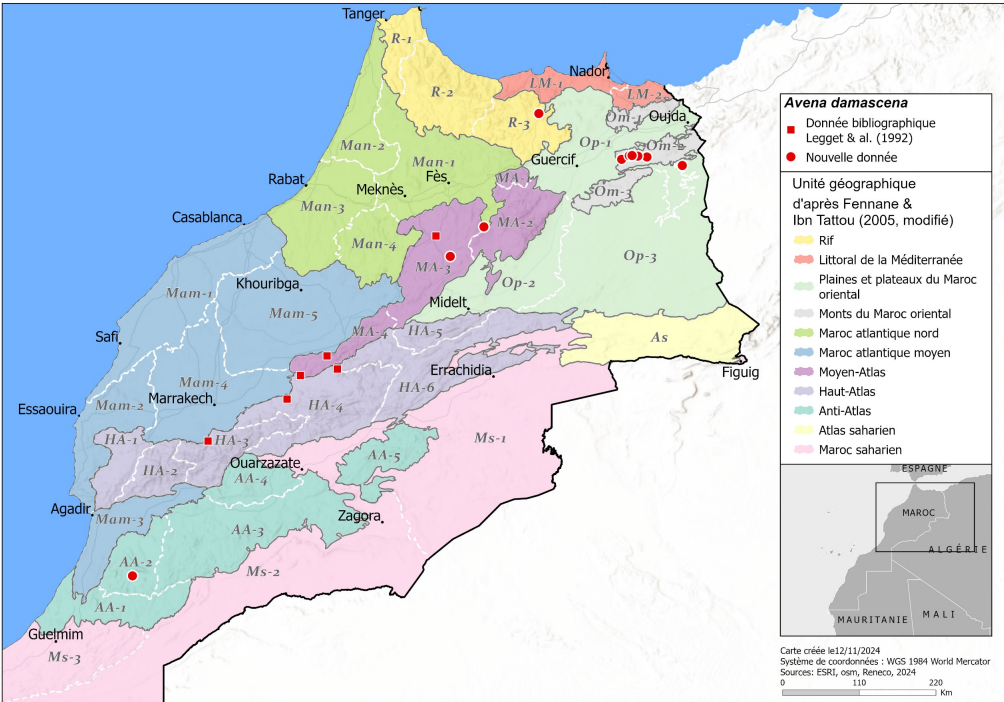 Tanger
R-1
R-2
LM-1
Nador
LM-2
R-3
Om-1
Oujda
Op-1
Om-2
Man-2
Man-1
Guercif
Fès
MA-1
Rabat
Meknès
Om-3
Man-3
Casablanca
MA-2
Man-4
MA-3
Op-3
Khouribga
Op-2
Mam-1
Midelt
Mam-5
MA-4
HA-5
Safi
As
Errachidia
Figuig
Mam-4
HA-6
Essaouira
Mam-2
Marrakech
HA-4
HA-1
HA-3
Ms-1
HA-2
Ouarzazate
AA-5
AA-4
Agadir
Mam-3
Zagora
AA-3
AA-2
Ms-2
AA-1
Guelmim
Ms-3
Avena damascena
Donnée bibliographique
Legget & al. (1992)
Nouvelle donnée
Unité géographique
d'après Fennane &
Ibn Tattou (2005, modifié)
Rif
Littoral de la Méditerranée
Plaines et plateaux du Maroc
oriental
Monts du Maroc oriental
Maroc atlantique nord
Maroc atlantique moyen
Moyen-Atlas
Haut-Atlas
Anti-Atlas
Atlas saharien
Maroc saharien
ESPAGNE
MAROC
ALGÉRIE
MAURITANIE
MALI
Carte créée le12/11/2024
Système de coordonnées : WGS 1984 World Mercator
Sources: ESRI, osm, Reneco, 2024
0 110 220
Km